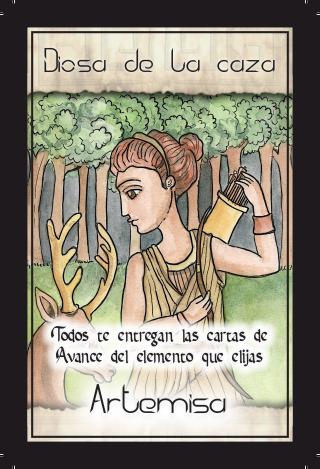 Diosa de la caza
Todos te entregan las cartas de
Avance del elemento que elijas
Artemisa